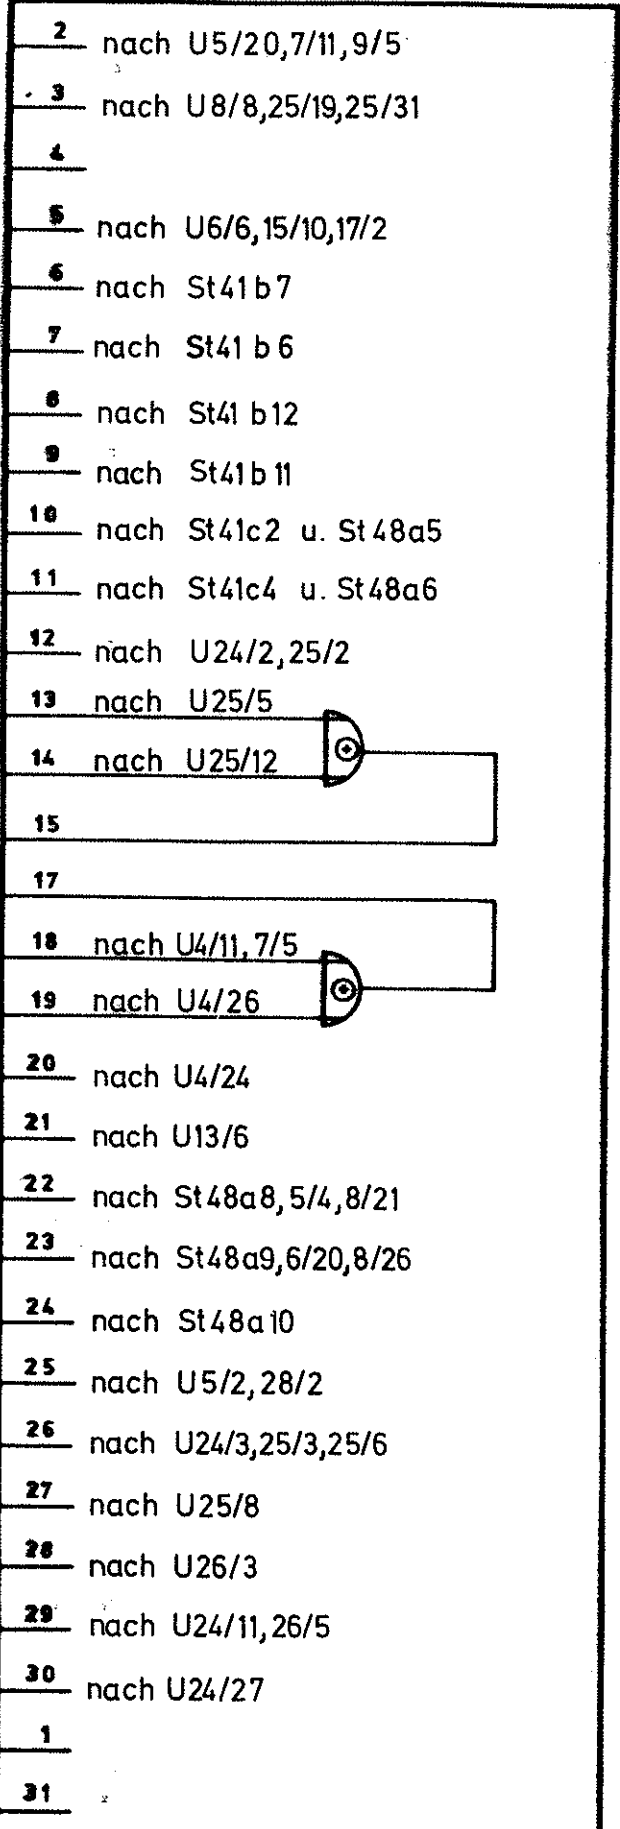 2 nach U5/20,7/11,9/5
3 nach U8/8,25/19,25/31
4
5 nach U6/6,15/10,17/2
6 nach St41b7
7 nach St41b6
8 nach St41b12
9 nach St41b11
10 nach St41c2 u. St48a5
11 nach St41c4 u. St48a6
12 nach U24/2,25/2
13 nach U25/5
14 nach U25/12
15
17
18 nach U4/11,7/5
19 nach U4/26
20 nach U4/24
21 nach U13/6
22 nach St48a8,5/4,8/21
23 nach St48a9,6/20,8/26
24 nach St48a10
25 nach U5/2,28/2
26 nach U24/3,25/3,25/6
27 nach U25/8
28 nach U26/3
29 nach U24/11,26/5
30 nach U24/27
1
31